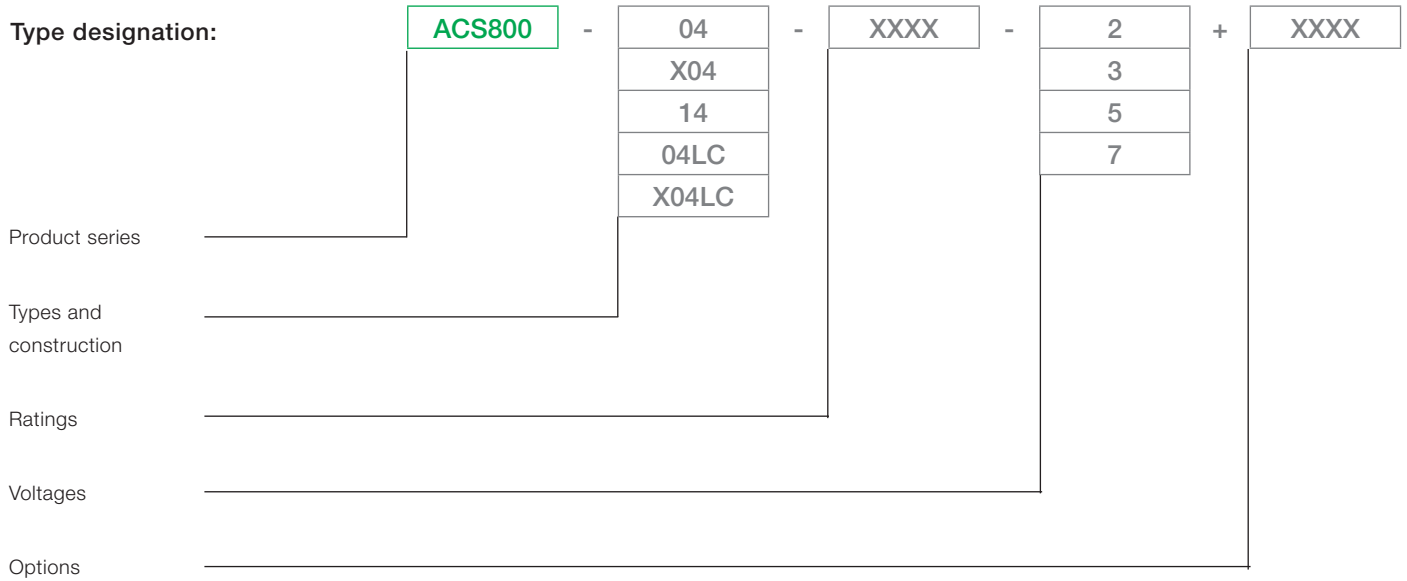 Type designation: ACS800 - 04 - XXXX - 2 + XXXX
X04 3
14 5
04LC 7
X04LC
Product series
Types and
construction
Ratings
Voltages
Options